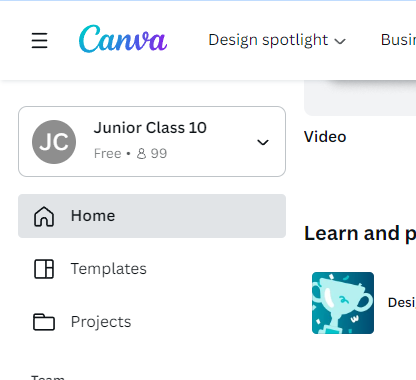 Canva
Design spotlight
Junior Class 10
JC
Free • 99
Home
Templates
Projects
Video
Learn and